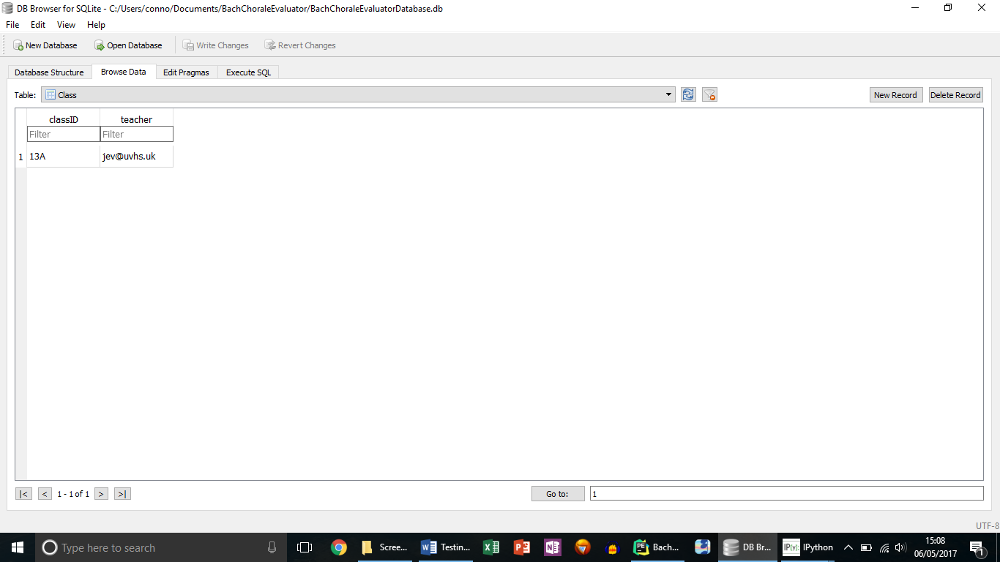 DB Browser for SQLite - C:/Users/conno/Documents/BachChoraleEvaluator/BachChoraleEvaluatorDatabase.db
File Edit View Help
New Database Open Database Write Changes Revert Changes
Database Structure Browse Data Edit Pragmas Execute SQL
Table: Class New Record Delete Record
classID teacher
Filter Filter
1 13A jev@uvhs.uk
|< < 1 - 1 of 1 > >| Go to: 1
UTF-8
Type here to search Scree... Testin... PE Bach... DB Br... IP[y]: IPython 15:08
06/05/2017 1